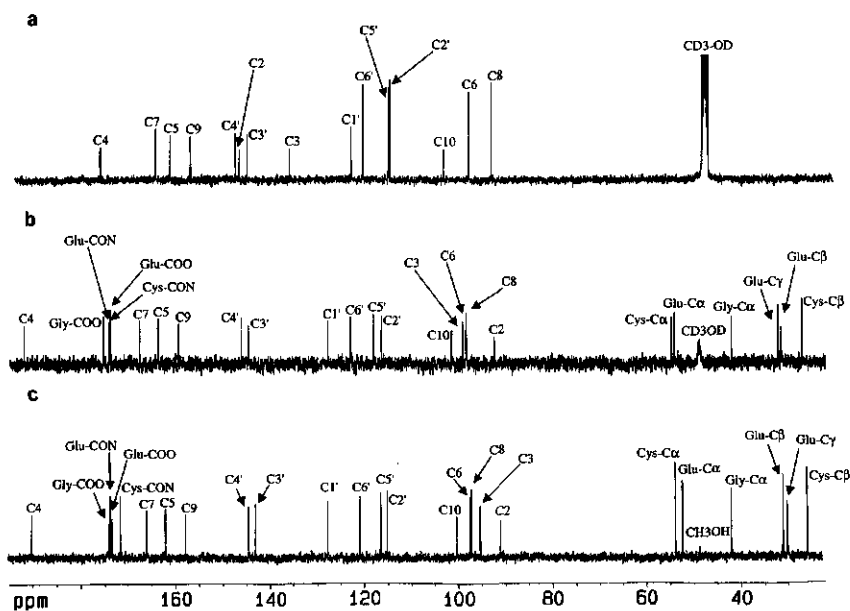 a
C4
C7
C5
C9
C4'
C2
C3'
C3
C1'
C6'
C5'
C2'
C10
C6
C8
CD3-OD
b
C4
Gly-COO
Glu-CON
Glu-COO
Cys-CON
C7
C5
C9
C4'
C3'
C1'
C6'
C5'
C2'
C10
C3
C6
C8
C2
Cys-Cα
Glu-Cα
CD3OD
Gly-Cα
Glu-Cγ
Glu-Cβ
Cys-Cβ
c
C4
Gly-COO
Glu-CON
Glu-COO
Cys-CON
C7
C5
C9
C4'
C3'
C1'
C6'
C5'
C2'
C10
C6
C8
C3
C2
Cys-Cα
Glu-Cα
CH3OH
Gly-Cα
Glu-Cβ
Glu-Cγ
Cys-Cβ
ppm 160 140 120 100 80 60 40